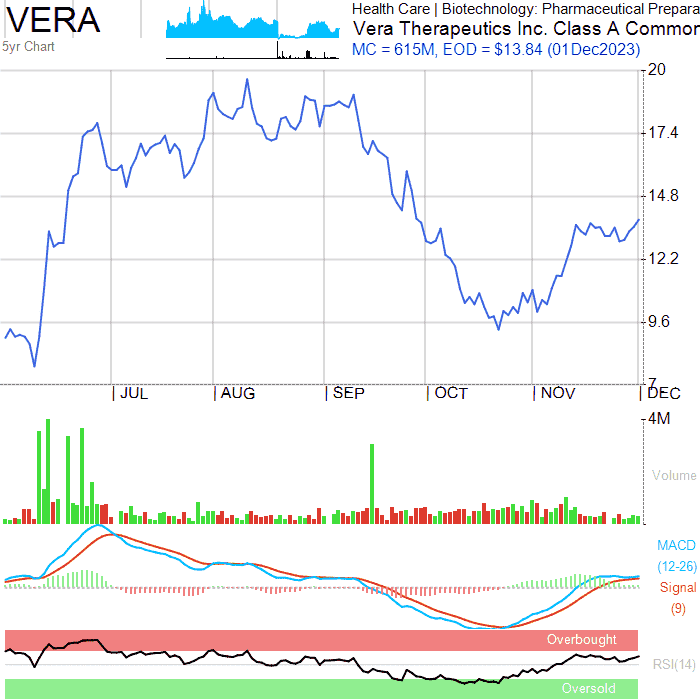 VERA
5yr Chart
Health Care | Biotechnology: Pharmaceutical Prepara
Vera Therapeutics Inc. Class A Common
MC = 615M, EOD = $13.84 (01Dec2023)
20
17.4
14.8
12.2
9.6
7
JUL
AUG
SEP
OCT
NOV
DEC
4M
Volume
MACD
(12-26)
Signal
(9)
Overbought
RSI(14)
Oversold